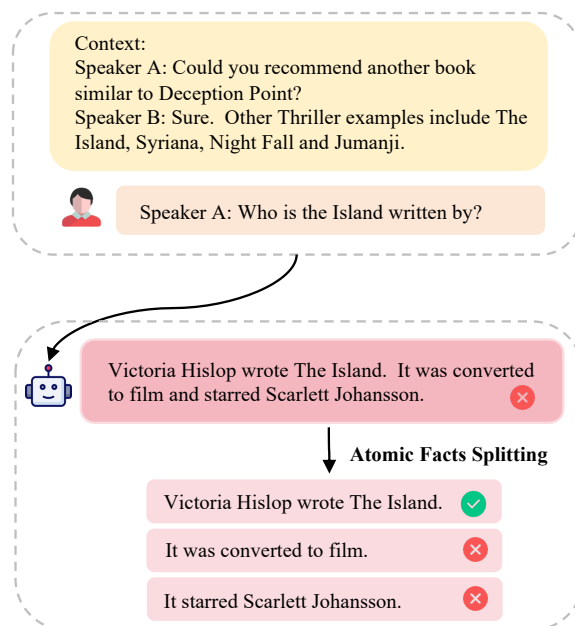 Context:
Speaker A: Could you recommend another book
similar to Deception Point?
Speaker B: Sure.  Other Thriller examples include The
Island, Syriana, Night Fall and Jumanji.
Speaker A: Who is the Island written by?
Victoria Hislop wrote The Island.  It was converted
to film and starred Scarlett Johansson.
Atomic Facts Splitting
Victoria Hislop wrote The Island.
It was converted to film.
It starred Scarlett Johansson.